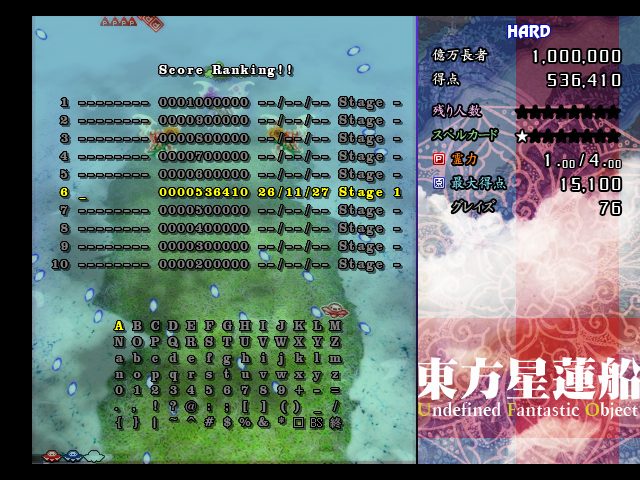 Score Ranking!!
1 -------- 0001000000 --/--/-- Stage -
2 -------- 0000900000 --/--/-- Stage -
3 -------- 0000800000 --/--/-- Stage -
4 -------- 0000700000 --/--/-- Stage -
5 -------- 0000600000 --/--/-- Stage -
6 _ 0000536410 26/11/27 Stage 1
7 -------- 0000500000 --/--/-- Stage -
8 -------- 0000400000 --/--/-- Stage -
9 -------- 0000300000 --/--/-- Stage -
10 -------- 0000200000 --/--/-- Stage -
A B C D E F G H I J K L M
N O P Q R S T U V W X Y Z
a b c d e f g h i j k l m
n o p q r s t u v w x y z
0 1 2 3 4 5 6 7 8 9 + - =
. , ! ? @ : ; [ ] ( ) _ /
{ } | ~ ^ # $ % & * □ BS 終
HARD
億万長者 1,000,000
得点 536,410
残り人数
スペルカード
P 霊力 1.00/4.00
点 最大得点 15,100
グレイズ 76
東方星蓮船
Undefined Fantastic Object